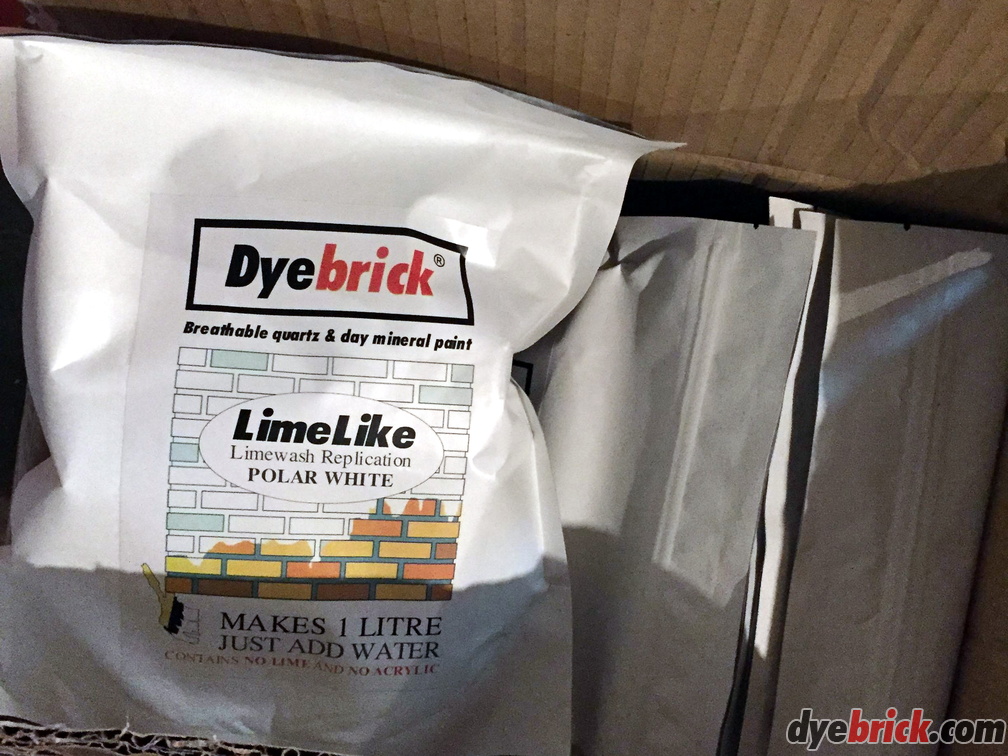 Dyebrick®
Breathable quartz & day mineral paint
LimeLike
Limewash Replication
POLAR WHITE
MAKES 1 LITRE
JUST ADD WATER
CONTAINS NO LIME AND NO ACRYLIC
dyebrick.com